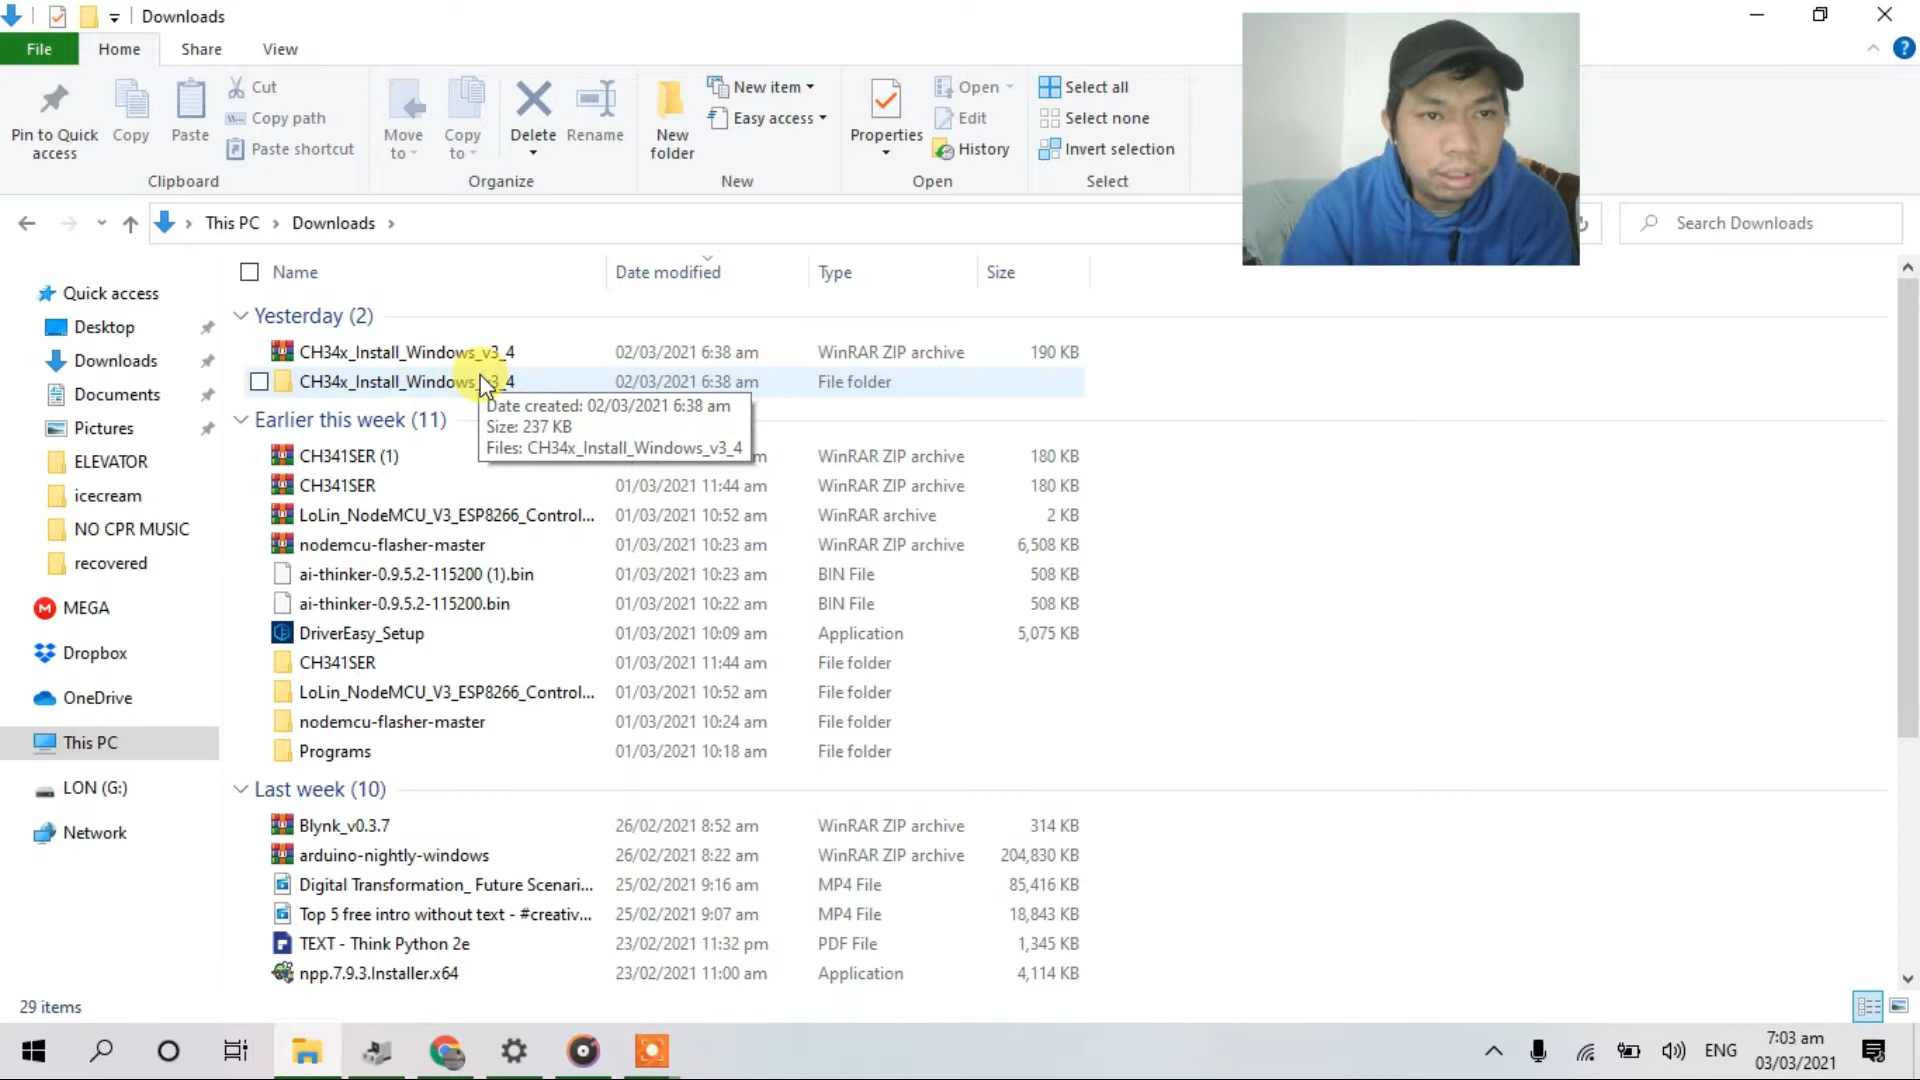 Downloads
File Home Share View
Pin to Quick access
Copy
Paste
Cut
Copy path
Paste shortcut
Clipboard
Move to
Copy to
Delete
Rename
Organize
New folder
New item
Easy access
New
Properties
Open
Edit
History
Open
Select all
Select none
Invert selection
Select
This PC > Downloads >
Search Downloads
Name Date modified Type Size
Quick access
Desktop
Downloads
Documents
Pictures
ELEVATOR
icecream
NO CPR MUSIC
recovered
MEGA
Dropbox
OneDrive
This PC
LON (G:)
Network
Yesterday (2)
CH34x_Install_Windows_v3_4 02/03/2021 6:38 am WinRAR ZIP archive 190 KB
CH34x_Install_Windows_v3_4 02/03/2021 6:38 am File folder
Date created: 02/03/2021 6:38 am
Size: 237 KB
Files: CH34x_Install_Windows_v3_4
Earlier this week (11)
CH341SER (1) WinRAR ZIP archive 180 KB
CH341SER 01/03/2021 11:44 am WinRAR ZIP archive 180 KB
LoLin_NodeMCU_V3_ESP8266_Control... 01/03/2021 10:52 am WinRAR archive 2 KB
nodemcu-flasher-master 01/03/2021 10:23 am WinRAR ZIP archive 6,508 KB
ai-thinker-0.9.5.2-115200 (1).bin 01/03/2021 10:23 am BIN File 508 KB
ai-thinker-0.9.5.2-115200.bin 01/03/2021 10:22 am BIN File 508 KB
DriverEasy_Setup 01/03/2021 10:09 am Application 5,075 KB
CH341SER 01/03/2021 11:44 am File folder
LoLin_NodeMCU_V3_ESP8266_Control... 01/03/2021 10:52 am File folder
nodemcu-flasher-master 01/03/2021 10:24 am File folder
Programs 01/03/2021 10:18 am File folder
Last week (10)
Blynk_v0.3.7 26/02/2021 8:52 am WinRAR ZIP archive 314 KB
arduino-nightly-windows 26/02/2021 8:22 am WinRAR ZIP archive 204,830 KB
Digital Transformation_ Future Scenari... 25/02/2021 9:16 am MP4 File 85,416 KB
Top 5 free intro without text - #creativ... 25/02/2021 9:07 am MP4 File 18,843 KB
TEXT - Think Python 2e 23/02/2021 11:32 pm PDF File 1,345 KB
npp.7.9.3.Installer.x64 23/02/2021 11:00 am Application 4,114 KB
29 items
ENG
7:03 am
03/03/2021